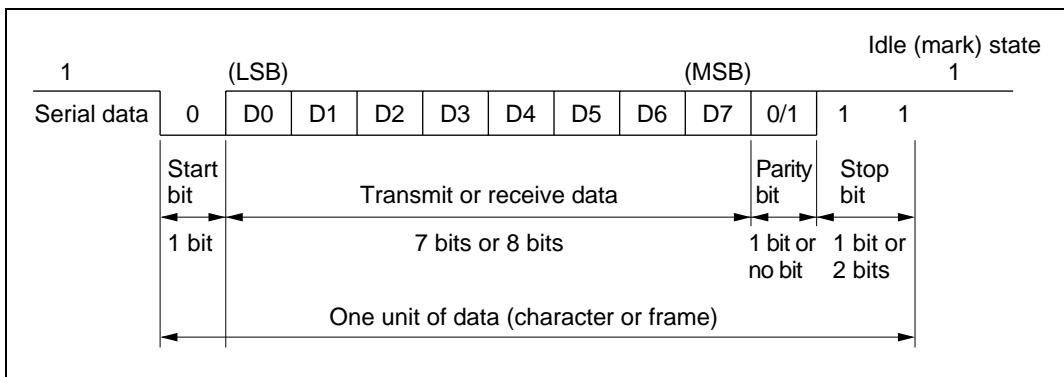 Idle (mark) state
1 (LSB) (MSB) 1
Serial data 0 D0 D1 D2 D3 D4 D5 D6 D7 0/1 1 1
Start bit
Transmit or receive data
Parity bit
Stop bit
1 bit
7 bits or 8 bits
1 bit or no bit
1 bit or 2 bits
One unit of data (character or frame)